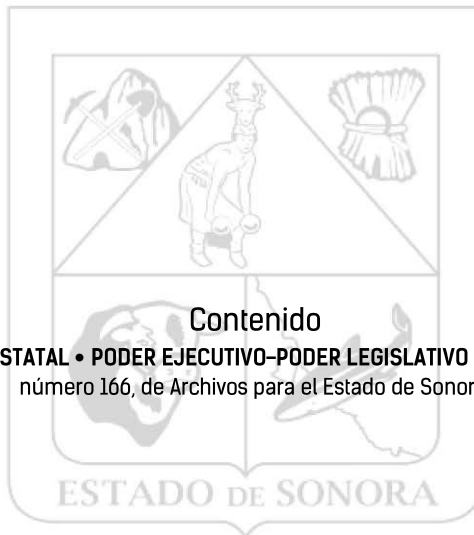 Contenido
STATAL • PODER EJECUTIVO–PODER LEGISLATIVO
número 166, de Archivos para el Estado de Sonor
ESTADO DE SONORA